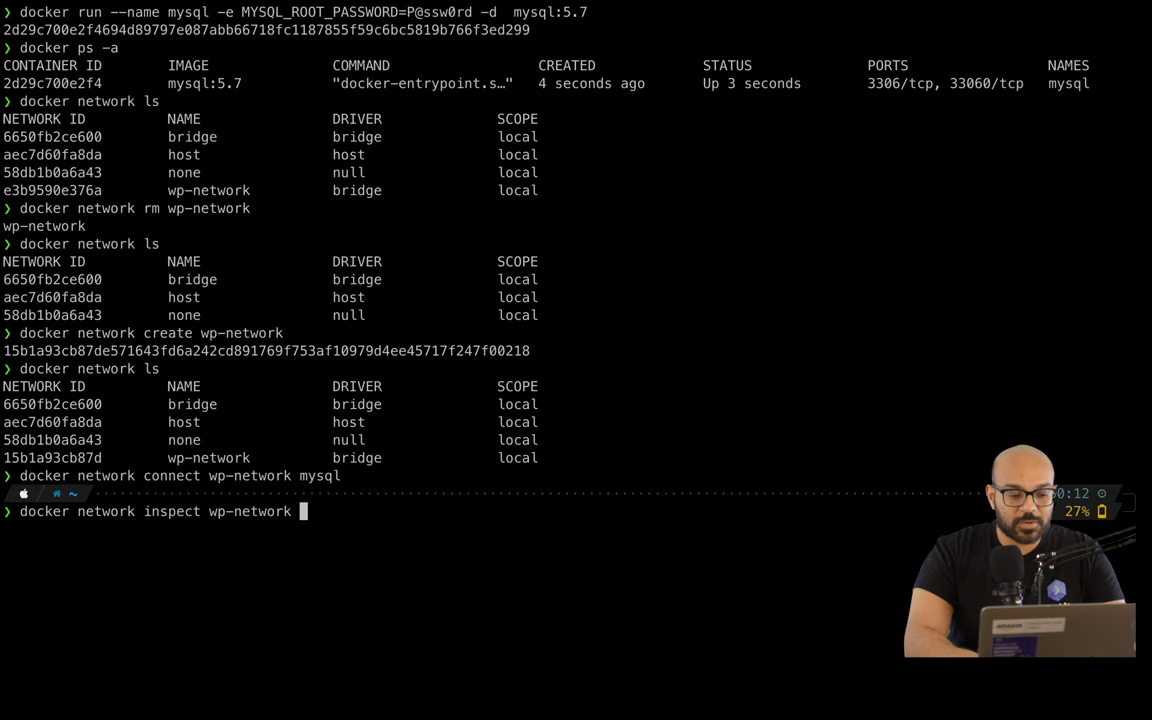 ❯ docker run --name mysql -e MYSQL_ROOT_PASSWORD=P@ssw0rd -d  mysql:5.7
2d29c700e2f4694d89797e087abb66718fc1187855f59c6bc5819b766f3ed299
❯ docker ps -a
CONTAINER ID   IMAGE   COMMAND   CREATED   STATUS   PORTS   NAMES
2d29c700e2f4   mysql:5.7   "docker-entrypoint.s…"   4 seconds ago   Up 3 seconds   3306/tcp, 33060/tcp   mysql
❯ docker network ls
NETWORK ID   NAME   DRIVER   SCOPE
6650fb2ce600   bridge   bridge   local
aec7d60fa8da   host   host   local
58db1b0a6a43   none   null   local
e3b9590e376a   wp-network   bridge   local
❯ docker network rm wp-network
wp-network
❯ docker network ls
NETWORK ID   NAME   DRIVER   SCOPE
6650fb2ce600   bridge   bridge   local
aec7d60fa8da   host   host   local
58db1b0a6a43   none   null   local
❯ docker network create wp-network
15b1a93cb87de571643fd6a242cd891769f753af10979d4ee45717f247f00218
❯ docker network ls
NETWORK ID   NAME   DRIVER   SCOPE
6650fb2ce600   bridge   bridge   local
aec7d60fa8da   host   host   local
58db1b0a6a43   none   null   local
15b1a93cb87d   wp-network   bridge   local
❯ docker network connect wp-network mysql
~ 0:12
❯ docker network inspect wp-network 27%
amazon